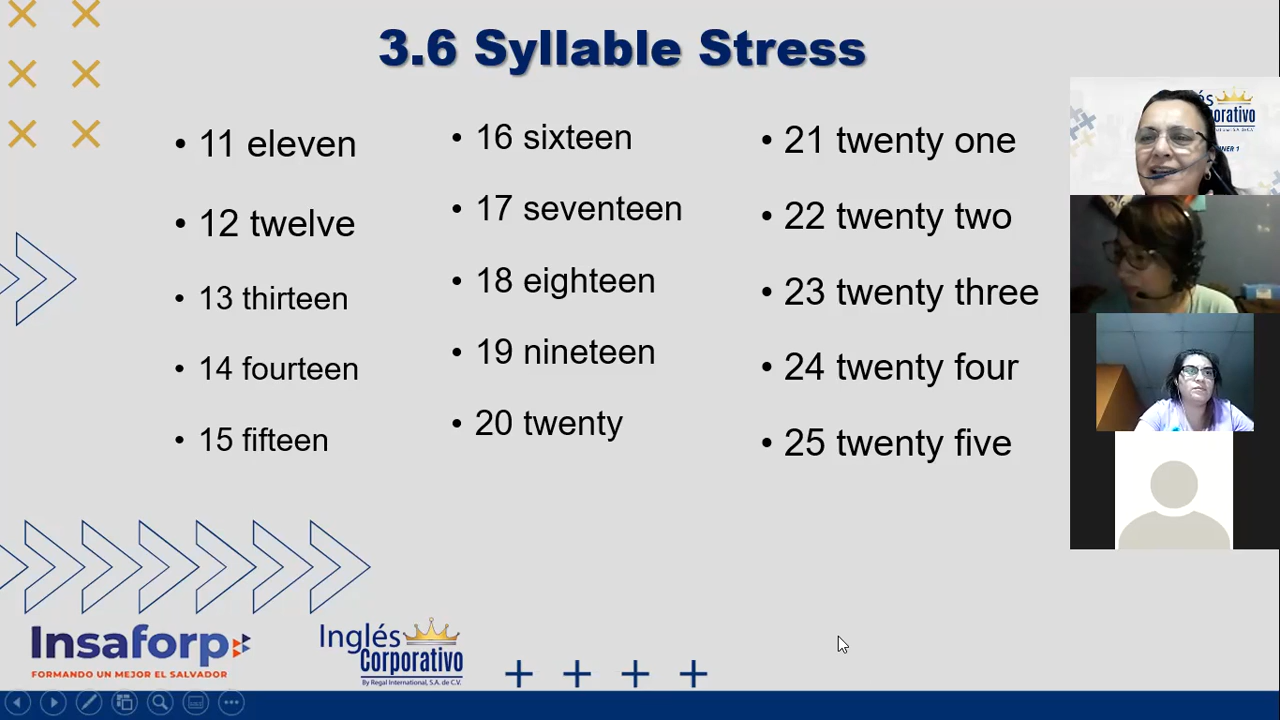 3.6 Syllable Stress
• 11 eleven
• 12 twelve
• 13 thirteen
• 14 fourteen
• 15 fifteen
• 16 sixteen
• 17 seventeen
• 18 eighteen
• 19 nineteen
• 20 twenty
• 21 twenty one
• 22 twenty two
• 23 twenty three
• 24 twenty four
• 25 twenty five
Insaforp
FORMANDO UN MEJOR EL SALVADOR
Inglés
Corporativo
By Regal International, S.A. de C.V.